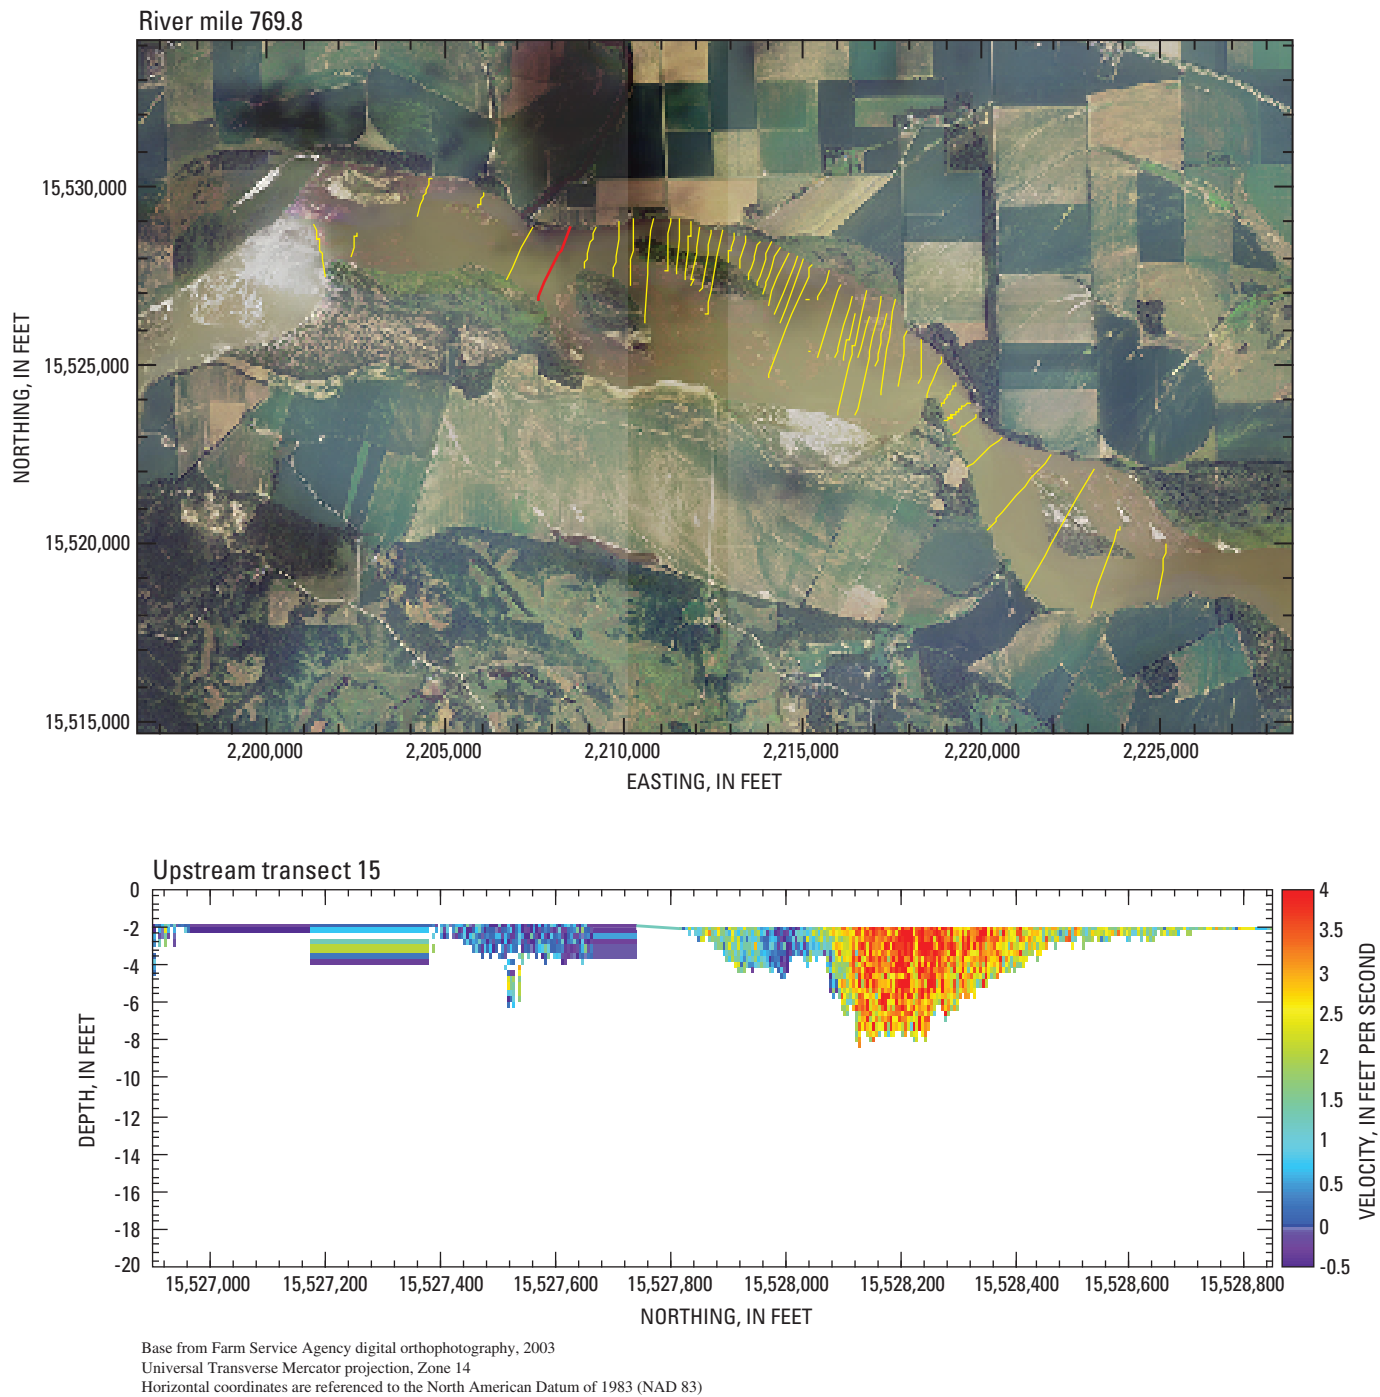 River mile 769.8
15,530,000
15,525,000
15,520,000
15,515,000
NORTHING, IN FEET
2,200,000 2,205,000 2,210,000 2,215,000 2,220,000 2,225,000
EASTING, IN FEET
Upstream transect 15
0
-2
-4
-6
-8
-10
-12
-14
-16
-18
-20
DEPTH, IN FEET
15,527,000 15,527,200 15,527,400 15,527,600 15,527,800 15,528,000 15,528,200 15,528,400 15,528,600 15,528,800
NORTHING, IN FEET
4
3.5
3
2.5
2
1.5
1
0.5
0
-0.5
VELOCITY, IN FEET PER SECOND
Base from Farm Service Agency digital orthophotography, 2003
Universal Transverse Mercator projection, Zone 14
Horizontal coordinates are referenced to the North American Datum of 1983 (NAD 83)